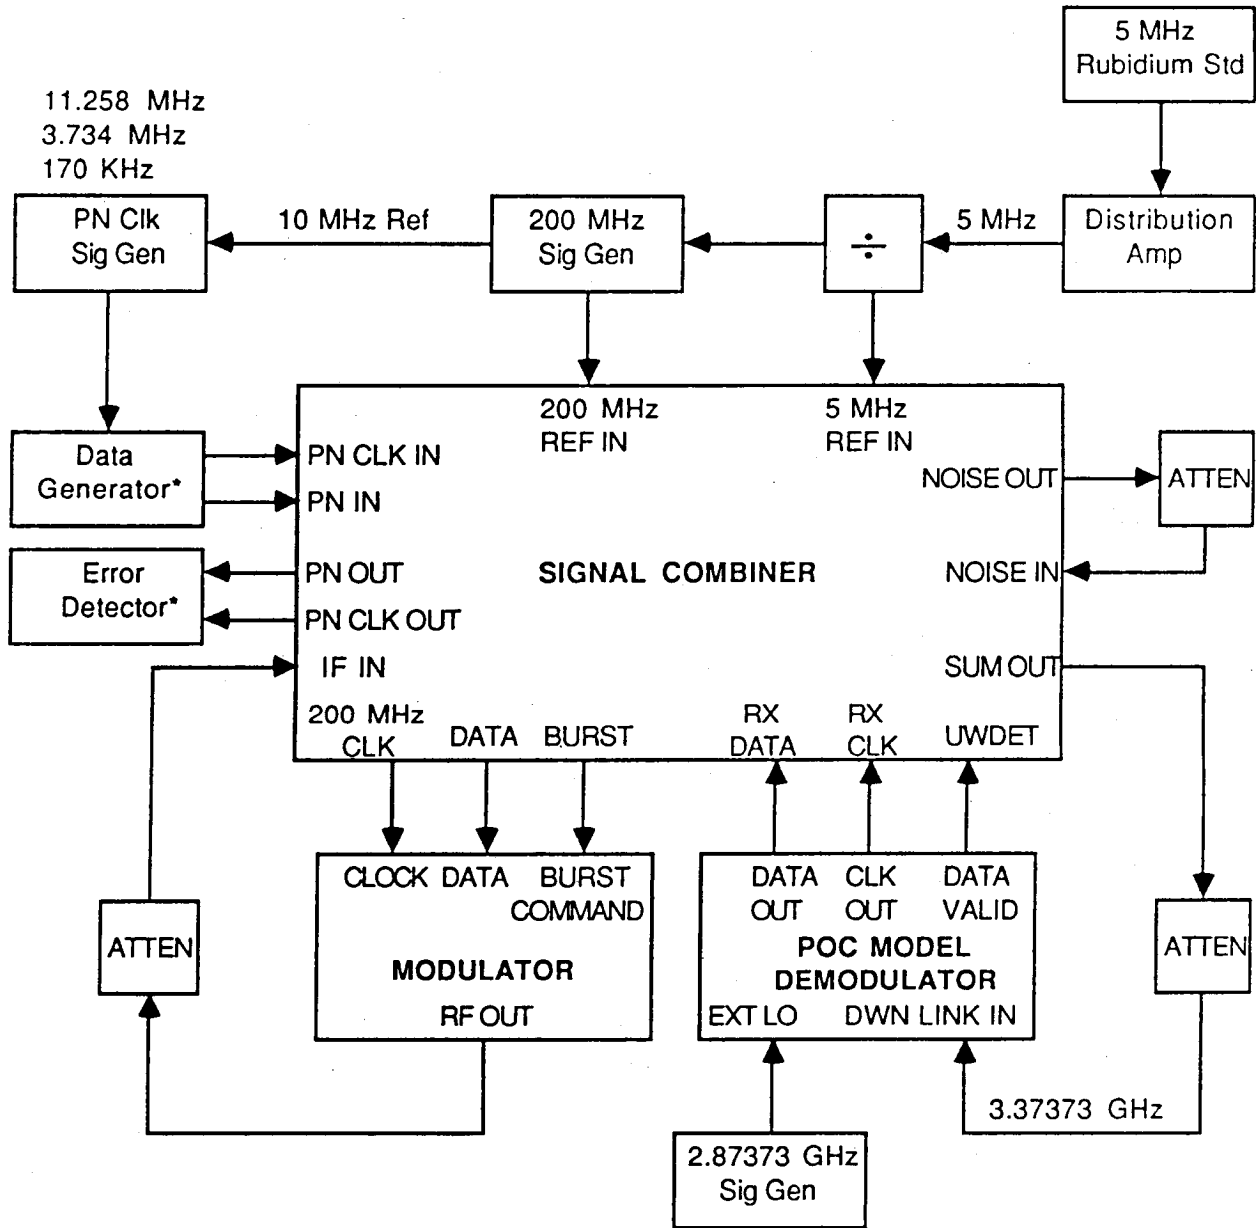 5 MHz
Rubidium Std
11.258 MHz
3.734 MHz
170 KHz
PN Clk
Sig Gen
10 MHz Ref
200 MHz
Sig Gen
÷
5 MHz
Distribution
Amp
200 MHz
REF IN
5 MHz
REF IN
Data
Generator*
PN CLK IN
PN IN
NOISE OUT
ATTEN
Error
Detector*
PN OUT
PN CLK OUT
SIGNAL COMBINER
NOISE IN
IF IN
SUM OUT
200 MHz
CLK
DATA
BURST
RX
DATA
RX
CLK
UWDET
CLOCK
DATA
BURST
COMMAND
MODULATOR
RF OUT
ATTEN
DATA
OUT
CLK
OUT
DATA
VALID
POC MODEL
DEMODULATOR
EXT LO
DWN LINK IN
ATTEN
3.37373 GHz
2.87373 GHz
Sig Gen